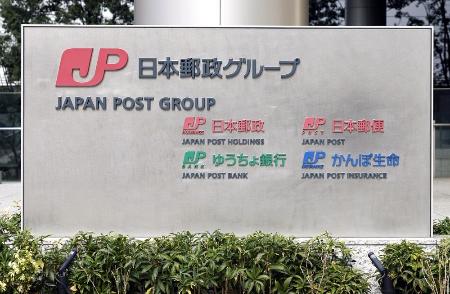 JP 日本郵政グループ
JAPAN POST GROUP
JP 日本郵政 JP 日本郵便
JAPAN POST HOLDINGS JAPAN POST
JP BANK ゆうちょ銀行 JP かんぽ生命
JAPAN POST BANK JAPAN POST INSURANCE